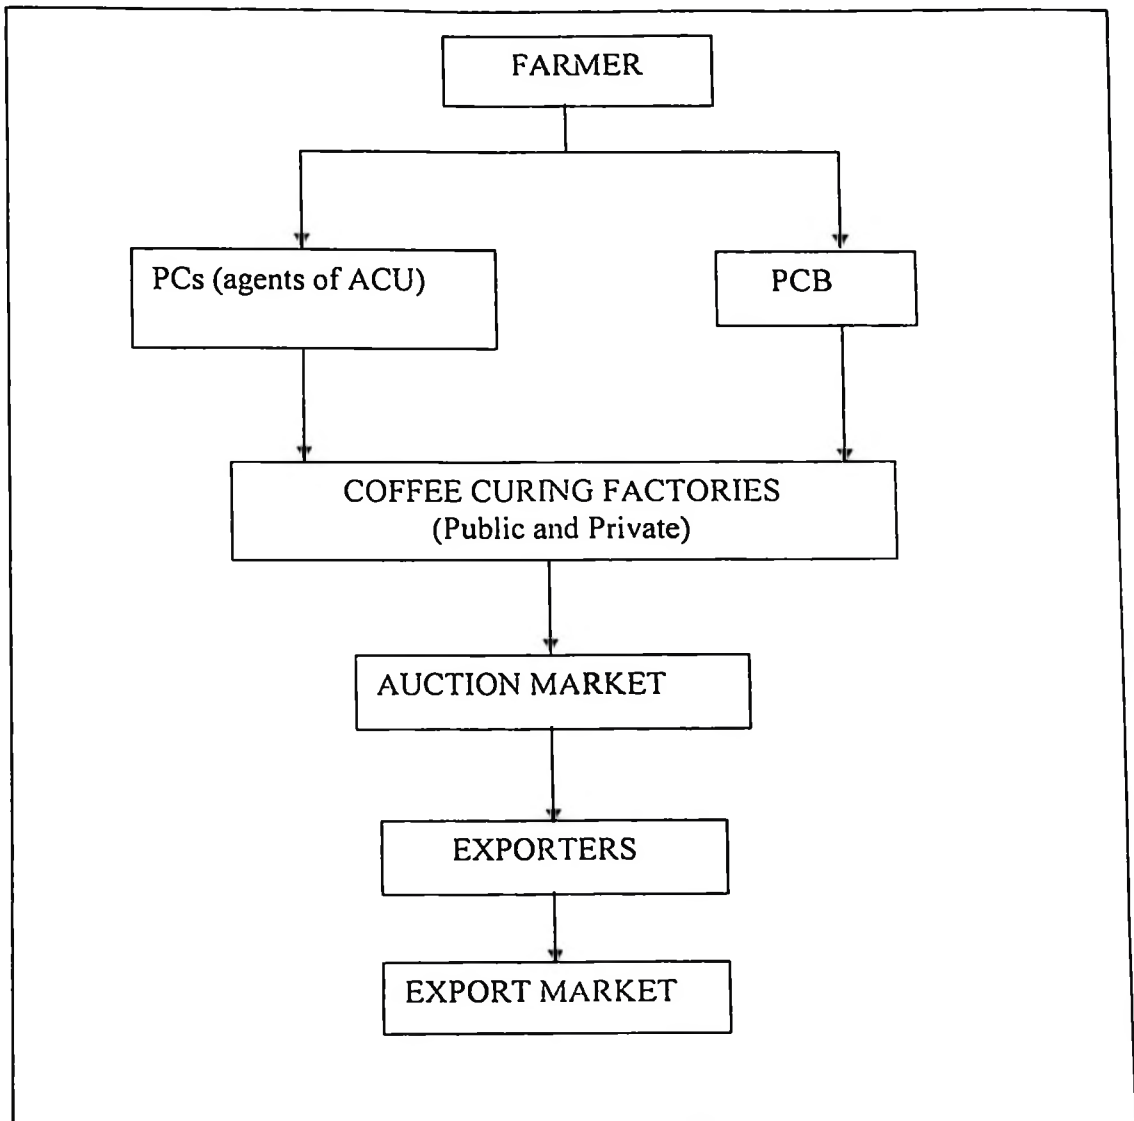 FARMER
PCs (agents of ACU)
PCB
COFFEE CURING FACTORIES
(Public and Private)
AUCTION MARKET
EXPORTERS
EXPORT MARKET